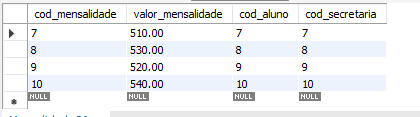 cod_mensalidade valor_mensalidade cod_aluno cod_secretaria
7 510.00 7 7
8 530.00 8 8
9 520.00 9 9
10 540.00 10 10
NULL NULL NULL NULL